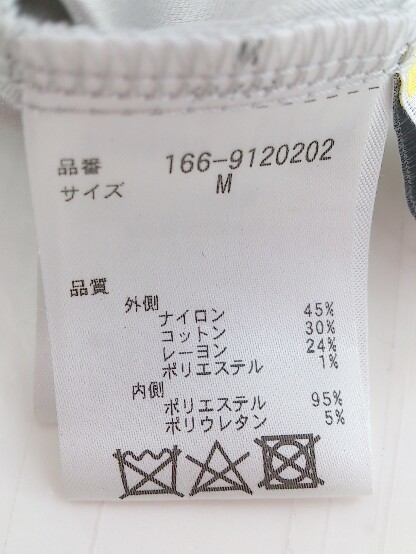 品番 166-9120202
サイズ M
品質
外側
ナイロン 45%
コットン 30%
レーヨン 24%
ポリエステル 1%
内側
ポリエステル 95%
ポリウレタン 5%